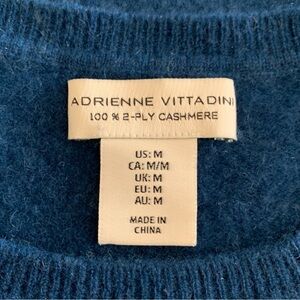 ADRIENNE VITTADINI
100 % 2-PLY CASHMERE
US: M
CA: M/M
UK: M
EU: M
AU: M
MADE IN
CHINA